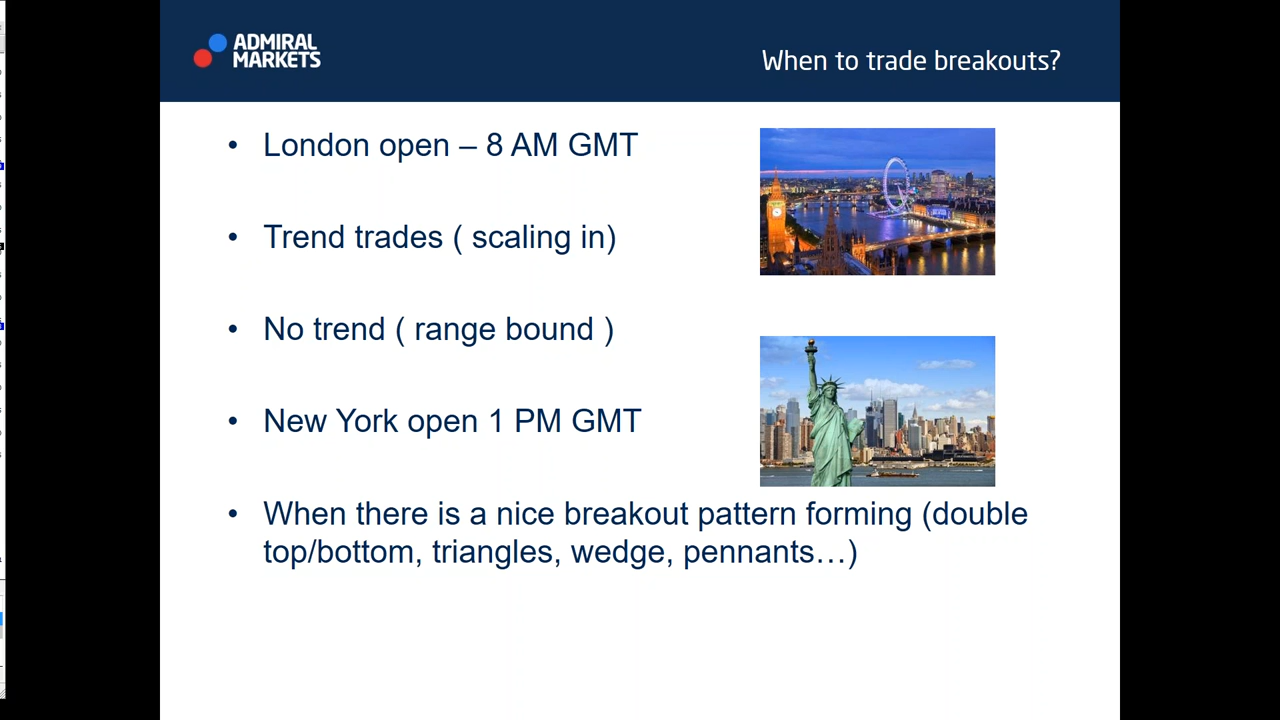 ADMIRAL
MARKETS
When to trade breakouts?
• London open – 8 AM GMT
• Trend trades ( scaling in)
• No trend ( range bound )
• New York open 1 PM GMT
• When there is a nice breakout pattern forming (double
top/bottom, triangles, wedge, pennants…)